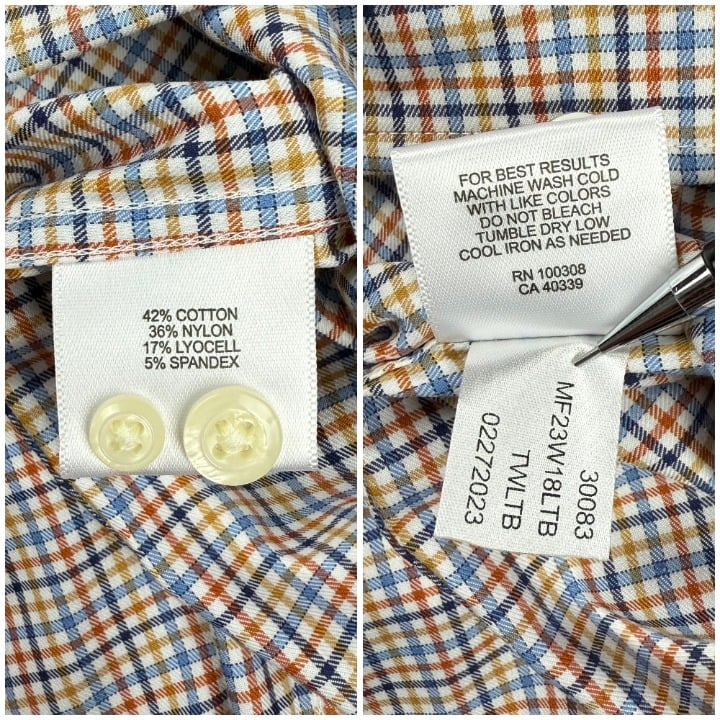 42% COTTON
36% NYLON
17% LYOCELL
5% SPANDEX
FOR BEST RESULTS
MACHINE WASH COLD
WITH LIKE COLORS
DO NOT BLEACH
TUMBLE DRY LOW
COOL IRON AS NEEDED
RN 100308
CA 40339
30083
MF23W18LTB
TWLTB
02272023